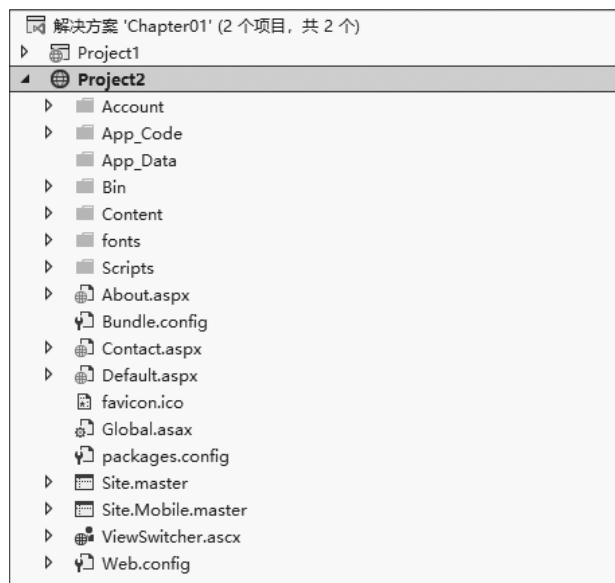 解决方案 'Chapter01' (2 个项目，共 2 个)
Project1
Project2
Account
App_Code
App_Data
Bin
Content
fonts
Scripts
About.aspx
Bundle.config
Contact.aspx
Default.aspx
favicon.ico
Global.asax
packages.config
Site.master
Site.Mobile.master
ViewSwitcher.ascx
Web.config